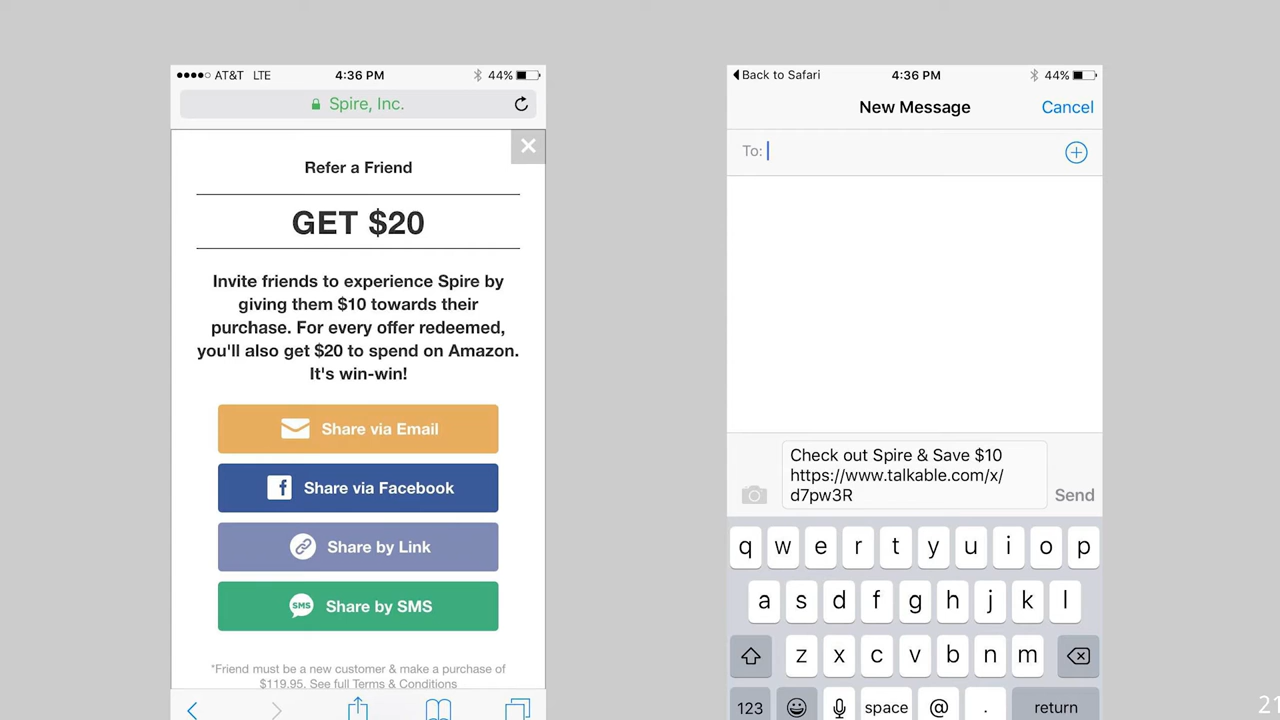 ●●●●○ AT&T LTE 4:36 PM 44%
Spire, Inc.
Refer a Friend
GET $20
Invite friends to experience Spire by
giving them $10 towards their
purchase. For every offer redeemed,
you'll also get $20 to spend on Amazon.
It's win-win!
Share via Email
f Share via Facebook
Share by Link
SMS Share by SMS
*Friend must be a new customer & make a purchase of
$119.95. See full Terms & Conditions
Back to Safari 4:36 PM 44%
New Message Cancel
To:
Check out Spire & Save $10
https://www.talkable.com/x/
d7pw3R
Send
q w e r t y u i o p
a s d f g h j k l
z x c v b n m
123 space @ . return
21